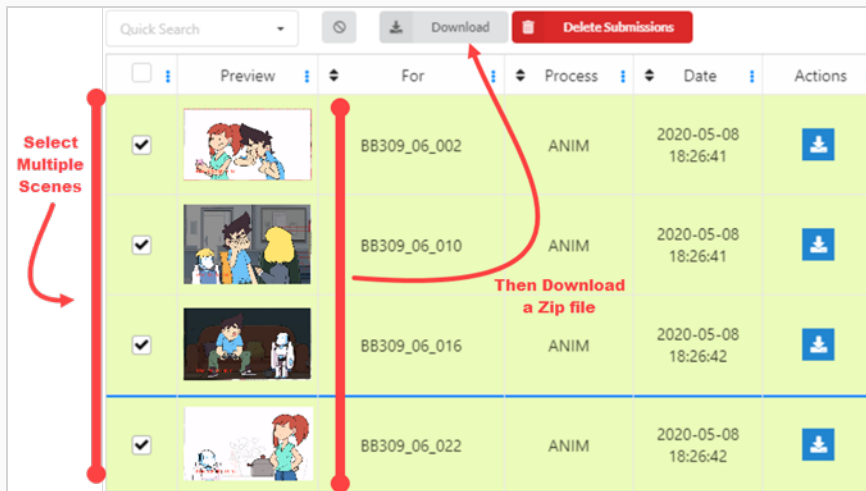 Quick Search
Download
Delete Submissions
Preview
For
Process
Date
Actions
Select
Multiple
Scenes
BB309_06_002
ANIM
2020-05-08
18:26:41
BB309_06_010
ANIM
2020-05-08
18:26:41
Then Download
a Zip file
BB309_06_016
ANIM
2020-05-08
18:26:42
BB309_06_022
ANIM
2020-05-08
18:26:42